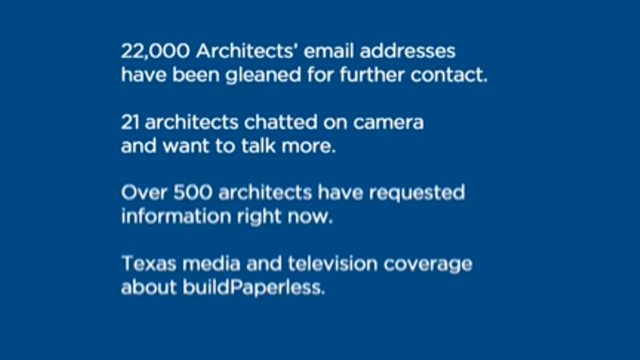 22,000 Architects' email addresses
have been gleaned for further contact.
21 architects chatted on camera
and want to talk more.
Over 500 architects have requested
information right now.
Texas media and television coverage
about buildPaperless.